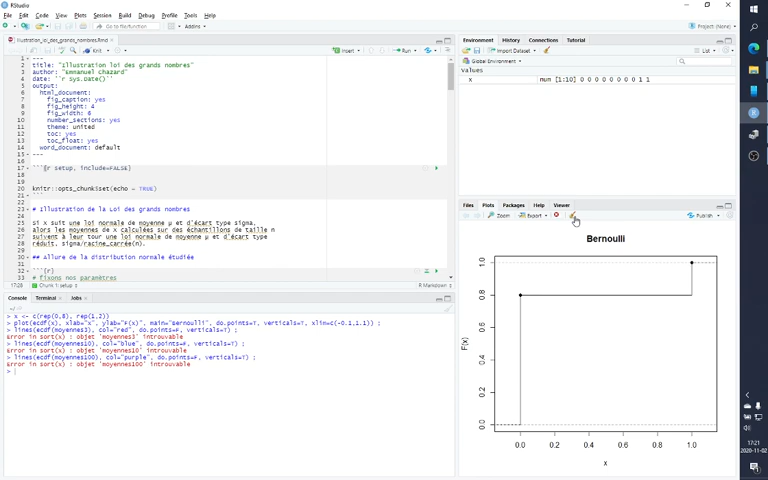 RStudio
File Edit Code View Plots Session Build Debug Profile Tools Help
Go to file/function
Addins
Project: (None)
Illustration_loi_des_grands_nombres.Rmd
Knit
Insert
Run
1 ---
2 title: "Illustration loi des grands nombres"
3 author: "Emmanuel Chazard"
4 date: "`r Sys.Date()`"
5 output:
6 html_document:
7 fig_caption: yes
8 fig_height: 4
9 fig_width: 6
10 number_sections: yes
11 theme: united
12 toc: yes
13 toc_float: yes
14 word_document: default
15 ---
16
17 ```{r setup, include=FALSE}
18
19
20 knitr::opts_chunk$set(echo = TRUE)
21 ```
22
23 # Illustration de la Loi des grands nombres
24
25 si X suit une loi normale de moyenne µ et d'écart type sigma,
26 alors les moyennes de X calculées sur des échantillons de taille n
27 suivent à leur tour une loi normale de moyenne µ et d'écart type
28 réduit, sigma/racine_carrée(n).
29
30 ## Allure de la distribution normale étudiée
31
32 ```{r}
33 # fixons nos paramètres
17:28
Chunk 1: setup
R Markdown
Console Terminal Jobs
~/
> x <- c(rep(0,8), rep(1,2))
> plot(ecdf(x), xlab="x", ylab="F(x)", main="Bernoulli", do.points=T, verticals=T, xlim=c(-0.1,1.1)) ;
> lines(ecdf(moyennes3), col="red", do.points=F, verticals=T) ;
Error in sort(x) : objet 'moyennes3' introuvable
> lines(ecdf(moyennes10), col="blue", do.points=F, verticals=T) ;
Error in sort(x) : objet 'moyennes10' introuvable
> lines(ecdf(moyennes100), col="purple", do.points=F, verticals=T) ;
Error in sort(x) : objet 'moyennes100' introuvable
>
Environment History Connections Tutorial
Import Dataset
List
Global Environment
Values
x num [1:10] 0 0 0 0 0 0 0 0 1 1
Files Plots Packages Help Viewer
Zoom Export Publish
Bernoulli
F(x)
1.0
0.8
0.6
0.4
0.2
0.0
0.0 0.2 0.4 0.6 0.8 1.0
x
17:21
2020-11-02